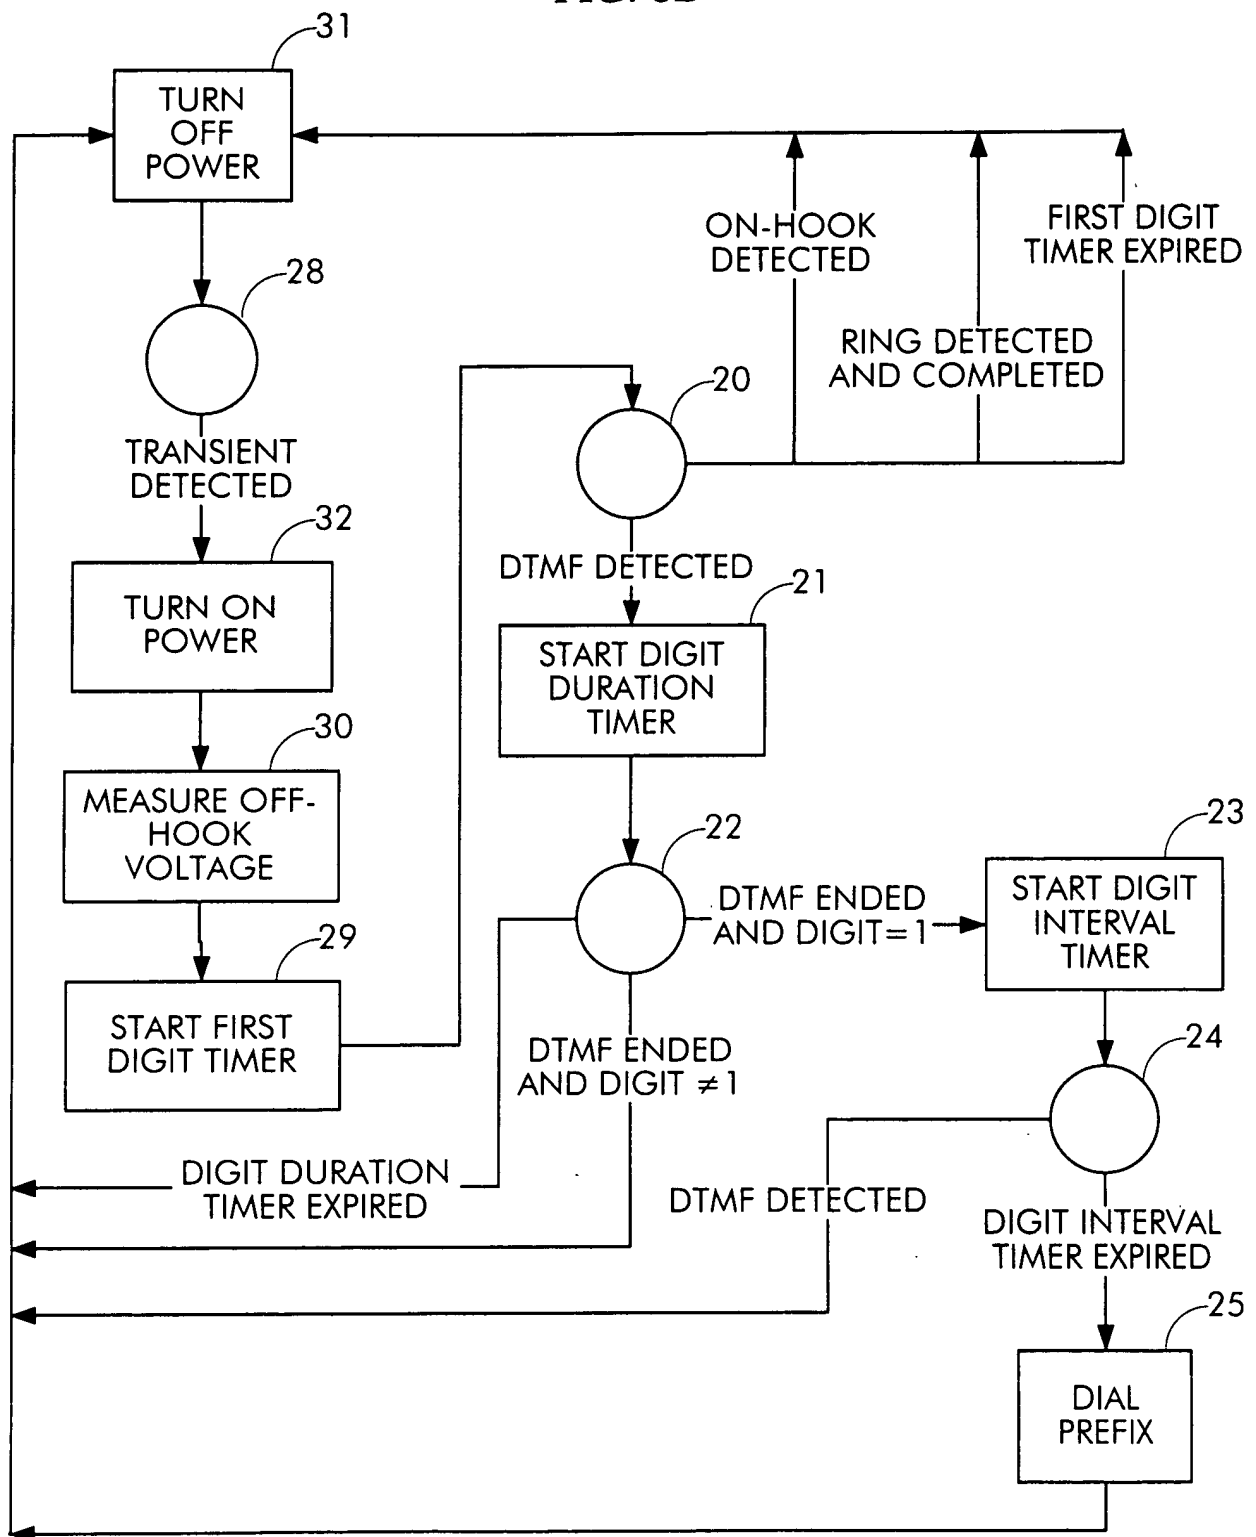 31
TURN
OFF
POWER
ON-HOOK
DETECTED
FIRST DIGIT
TIMER EXPIRED
28
RING DETECTED
AND COMPLETED
20
TRANSIENT
DETECTED
32
DTMF DETECTED
21
TURN ON
POWER
START DIGIT
DURATION
TIMER
30
MEASURE OFF-
HOOK
VOLTAGE
22
23
DTMF ENDED
AND DIGIT=1
START DIGIT
INTERVAL
TIMER
29
START FIRST
DIGIT TIMER
DTMF ENDED
AND DIGIT ≠1
24
DIGIT DURATION
TIMER EXPIRED
DTMF DETECTED
DIGIT INTERVAL
TIMER EXPIRED
25
DIAL
PREFIX